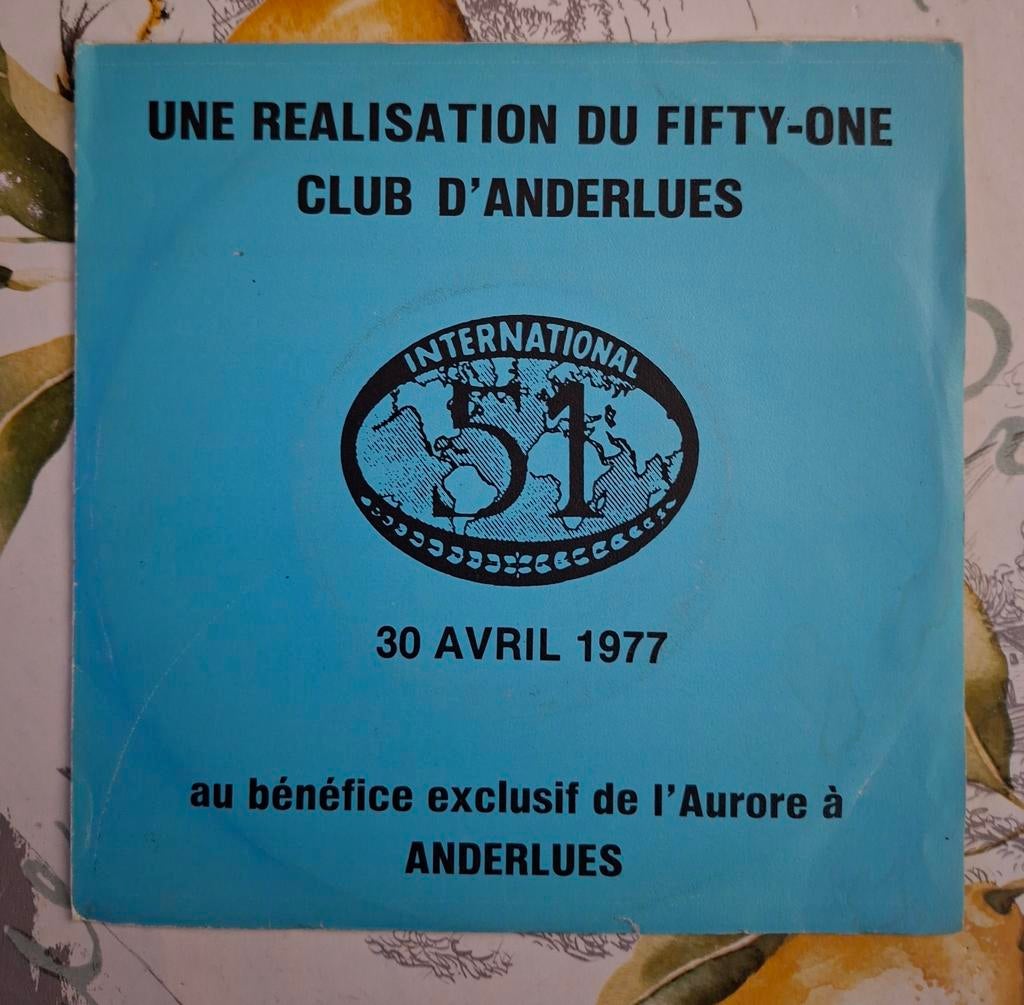 UNE REALISATION DU FIFTY-ONE
CLUB D'ANDERLUES
INTERNATIONAL
51
30 AVRIL 1977
au bénéfice exclusif de l'Aurore à
ANDERLUES